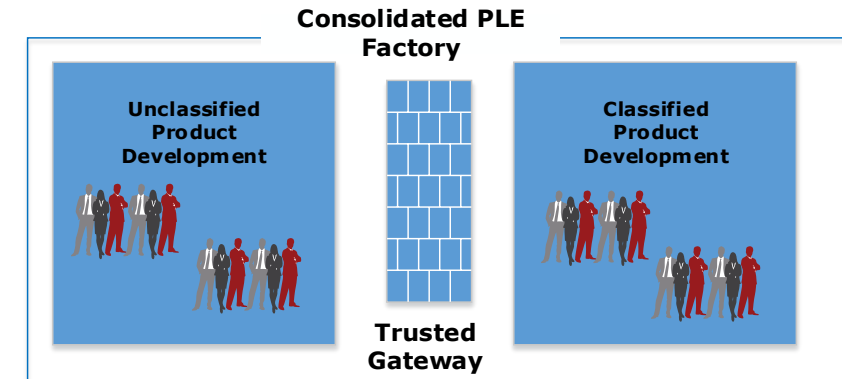 Consolidated PLE
Factory
Unclassified
Product
Development
Classified
Product
Development
Trusted
Gateway